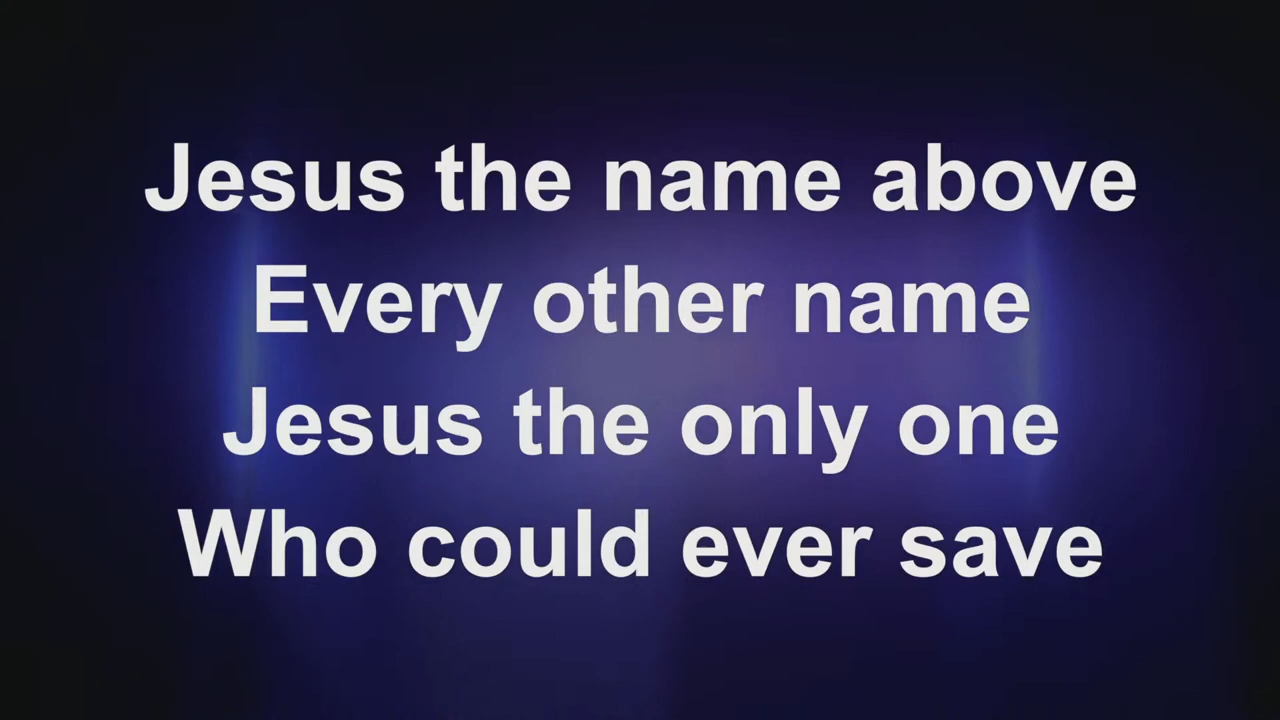 Jesus the name above
Every other name
Jesus the only one
Who could ever save